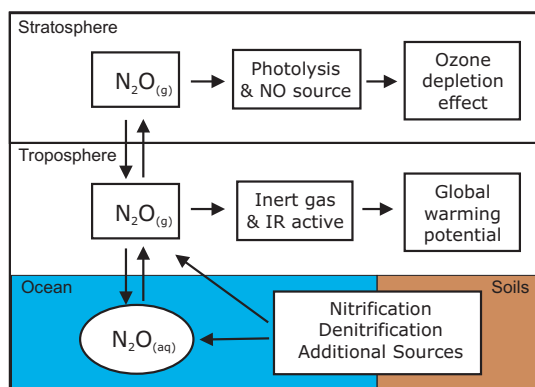 Stratosphere
N₂O(g)
Photolysis
& NO source
Ozone
depletion
effect
Troposphere
N₂O(g)
Inert gas
& IR active
Global
warming
potential
Ocean
Soils
N₂O(aq)
Nitrification
Denitrification
Additional Sources